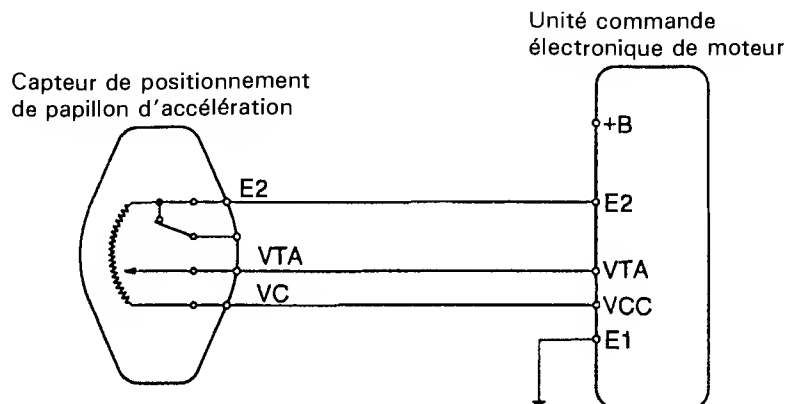 Unité commande
électronique de moteur
Capteur de positionnement
de papillon d'accélération
+B
E2
E2
VTA
VTA
VC
VCC
E1